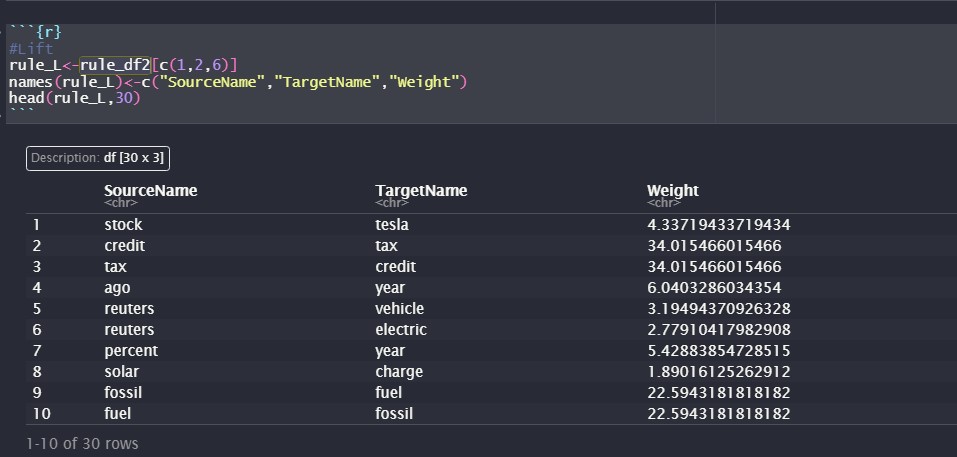 ```{r}
#Lift
rule_L<-rule_df2[c(1,2,6)]
names(rule_L)<-c("SourceName","TargetName","Weight")
head(rule_L,30)
```
Description: df [30 x 3]
SourceName TargetName Weight
<chr> <chr> <chr>
1 stock tesla 4.33719433719434
2 credit tax 34.015466015466
3 tax credit 34.015466015466
4 ago year 6.0403286034354
5 reuters vehicle 3.19494370926328
6 reuters electric 2.77910417982908
7 percent year 5.42883854728515
8 solar charge 1.89016125262912
9 fossil fuel 22.5943181818182
10 fuel fossil 22.5943181818182
1-10 of 30 rows